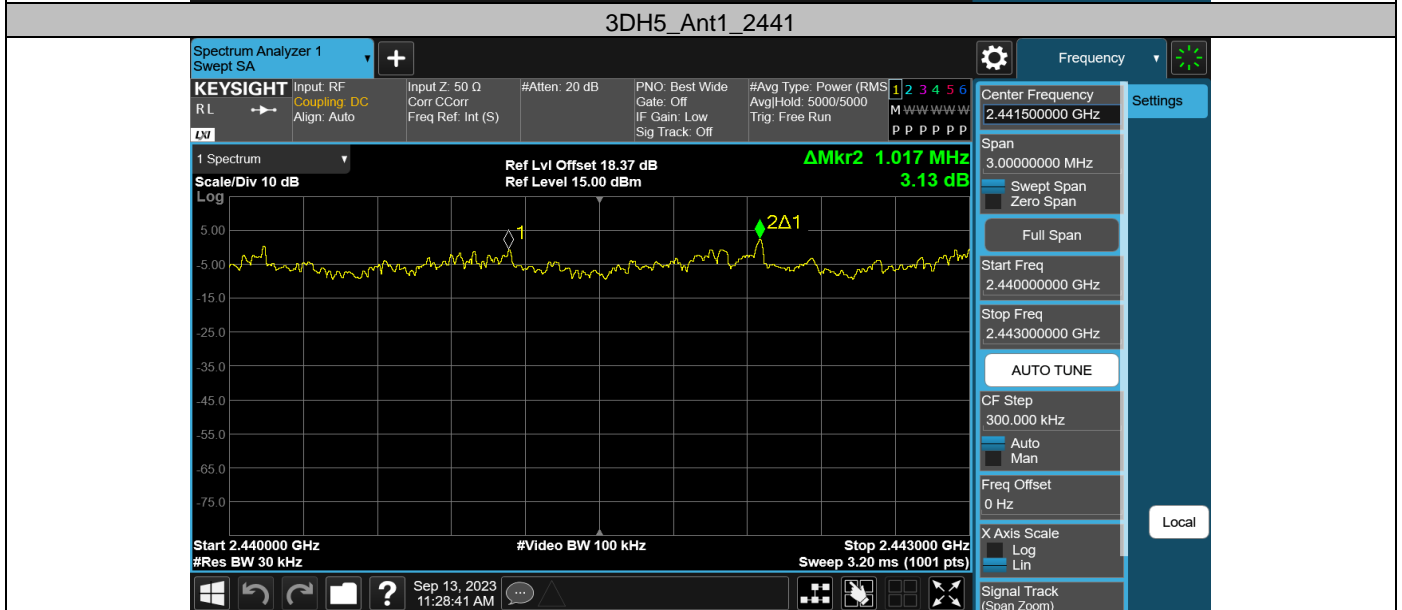 3DH5_Ant1_2441
Spectrum Analyzer 1
Swept SA
+
Frequency
KEYSIGHT
RL
LXI
Input: RF
Coupling: DC
Align: Auto
Input Z: 50 Ω
Corr CCorr
Freq Ref: Int (S)
#Atten: 20 dB
PNO: Best Wide
Gate: Off
IF Gain: Low
Sig Track: Off
#Avg Type: Power (RMS
Avg|Hold: 5000/5000
Trig: Free Run
1 2 3 4 5 6
M W W W W W
P P P P P P
1 Spectrum
Scale/Div 10 dB
Ref Lvl Offset 18.37 dB
Ref Level 15.00 dBm
ΔMkr2 1.017 MHz
3.13 dB
Log
5.00
-5.00
-15.0
-25.0
-35.0
-45.0
-55.0
-65.0
-75.0
1
2Δ1
Start 2.440000 GHz
#Res BW 30 kHz
#Video BW 100 kHz
Stop 2.443000 GHz
Sweep 3.20 ms (1001 pts)
?
Sep 13, 2023
11:28:41 AM
Center Frequency
2.441500000 GHz
Span
3.00000000 MHz
Swept Span
Zero Span
Full Span
Start Freq
2.440000000 GHz
Stop Freq
2.443000000 GHz
AUTO TUNE
CF Step
300.000 kHz
Auto
Man
Freq Offset
0 Hz
X Axis Scale
Log
Lin
Signal Track
(Span Zoom)
Settings
Local